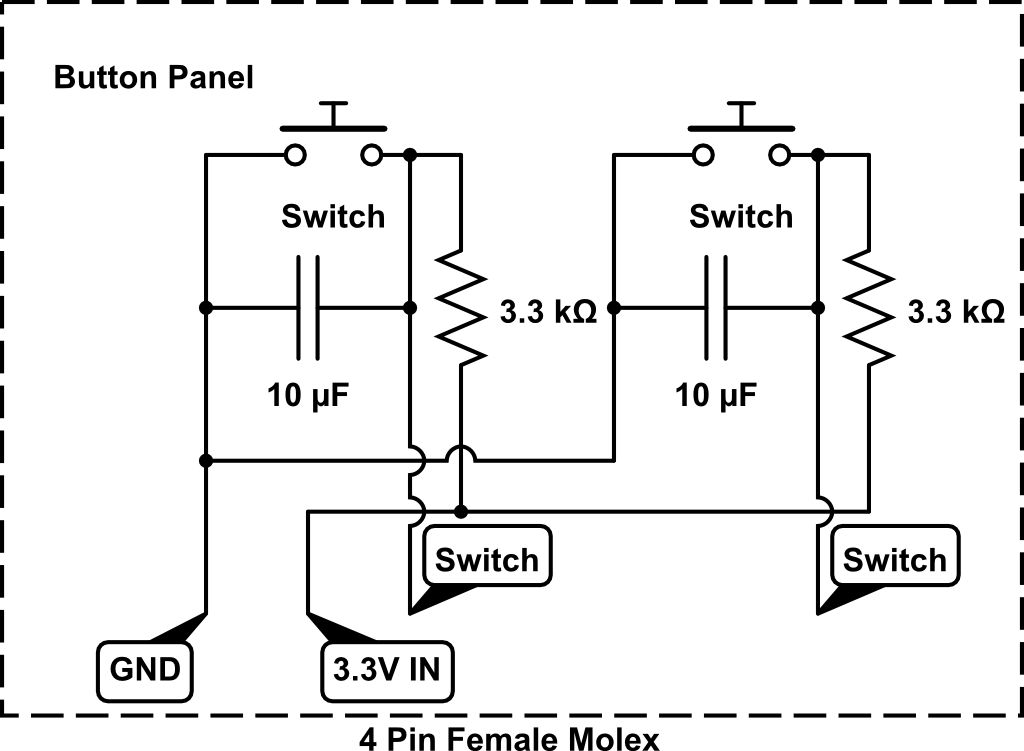 Button Panel
Switch
Switch
3.3 kΩ
3.3 kΩ
10 µF
10 µF
Switch
Switch
GND
3.3V IN
4 Pin Female Molex